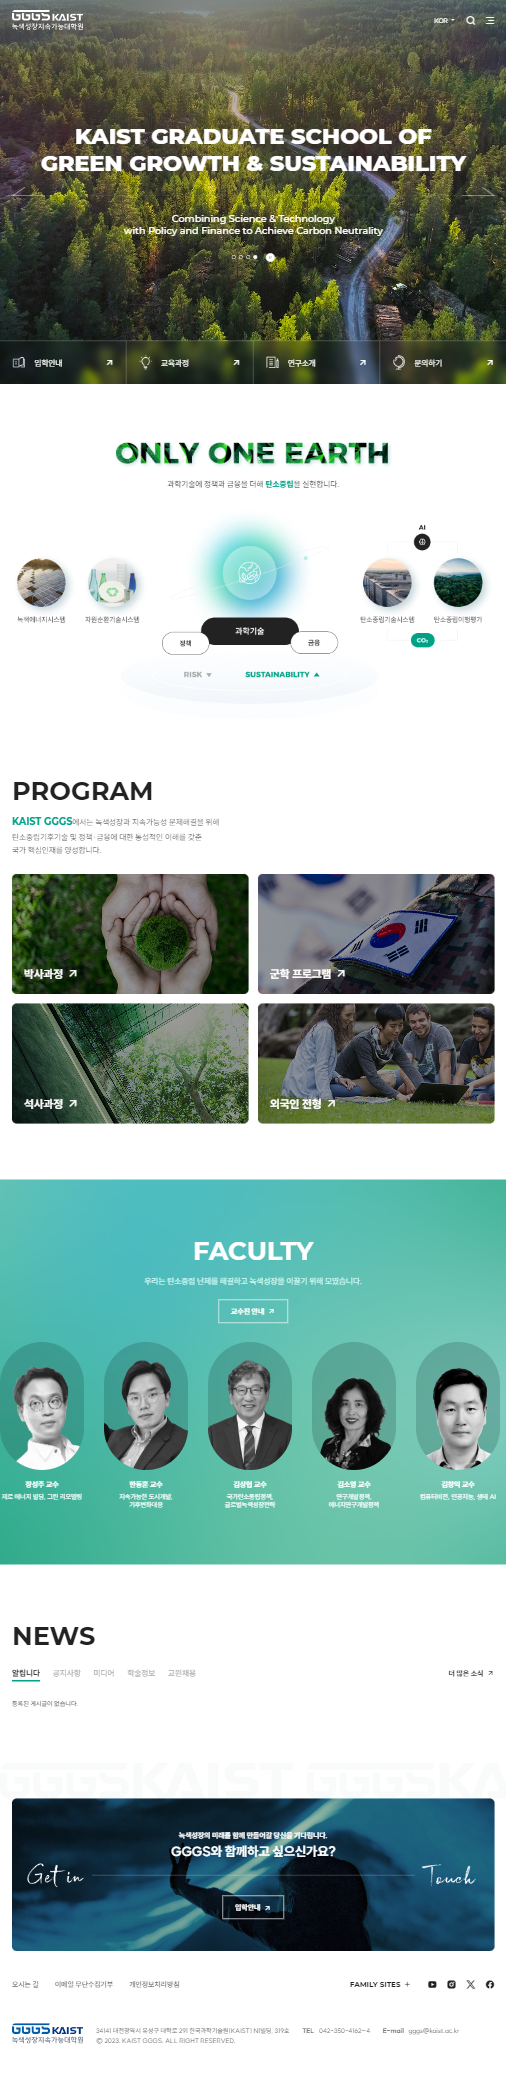 GGGS KAIST
녹색성장지속가능대학원
KOR
KAIST GRADUATE SCHOOL OF
GREEN GROWTH & SUSTAINABILITY
Combining Science & Technology
with Policy and Finance to Achieve Carbon Neutrality
입학안내
교육과정
연구소개
문의하기
ONLY ONE EARTH
과학기술에 정책과 금융을 더해 탄소중립을 실현합니다.
AI
녹색에너지시스템
자원순환기술시스템
탄소중립기술시스템
탄소중립이행평가
과학기술
정책
금융
CO₂
RISK
SUSTAINABILITY
PROGRAM
KAIST GGGS에서는 녹색성장과 지속가능성 문제해결을 위해
탄소중립기후기술 및 정책·금융에 대한 통섭적인 이해를 갖춘
국가 핵심인재를 양성합니다.
박사과정
군학 프로그램
석사과정
외국인 전형
FACULTY
우리는 탄소중립 난제를 해결하고 녹색성장을 이끌기 위해 모였습니다.
교수진 안내
장성주 교수
제로 에너지 빌딩, 그린 리모델링
한동훈 교수
지속가능한 도시개발,
기후변화대응
김상협 교수
국가탄소중립정책,
글로벌녹색성장전략
김소영 교수
연구개발정책,
에너지연구개발정책
김창익 교수
컴퓨터비전, 인공지능, 생태 AI
NEWS
알립니다
공지사항
미디어
학술정보
교원채용
더 많은 소식
등록된 게시글이 없습니다.
GGGSKAIST GGGSKA
녹색성장의 미래를 함께 만들어갈 당신을 기다립니다.
GGGS와 함께하고 싶으신가요?
Get in
Touch
입학안내
오시는 길
이메일 무단수집거부
개인정보처리방침
FAMILY SITES +
GGGS KAIST
녹색성장지속가능대학원
34141 대전광역시 유성구 대학로 291 한국과학기술원(KAIST) N1빌딩, 319호
TEL 042-350-4162~4
E-mail gggs@kaist.ac.kr
© 2023. KAIST GGGS. ALL RIGHT RESERVED.